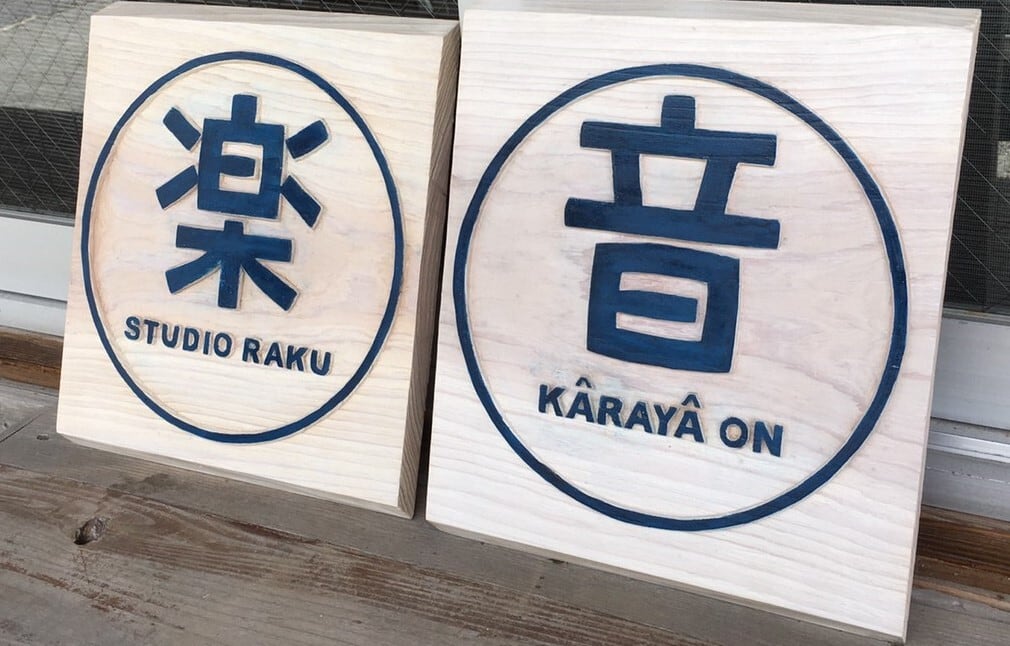 楽
STUDIO RAKU
音
KÂRAYÂ ON